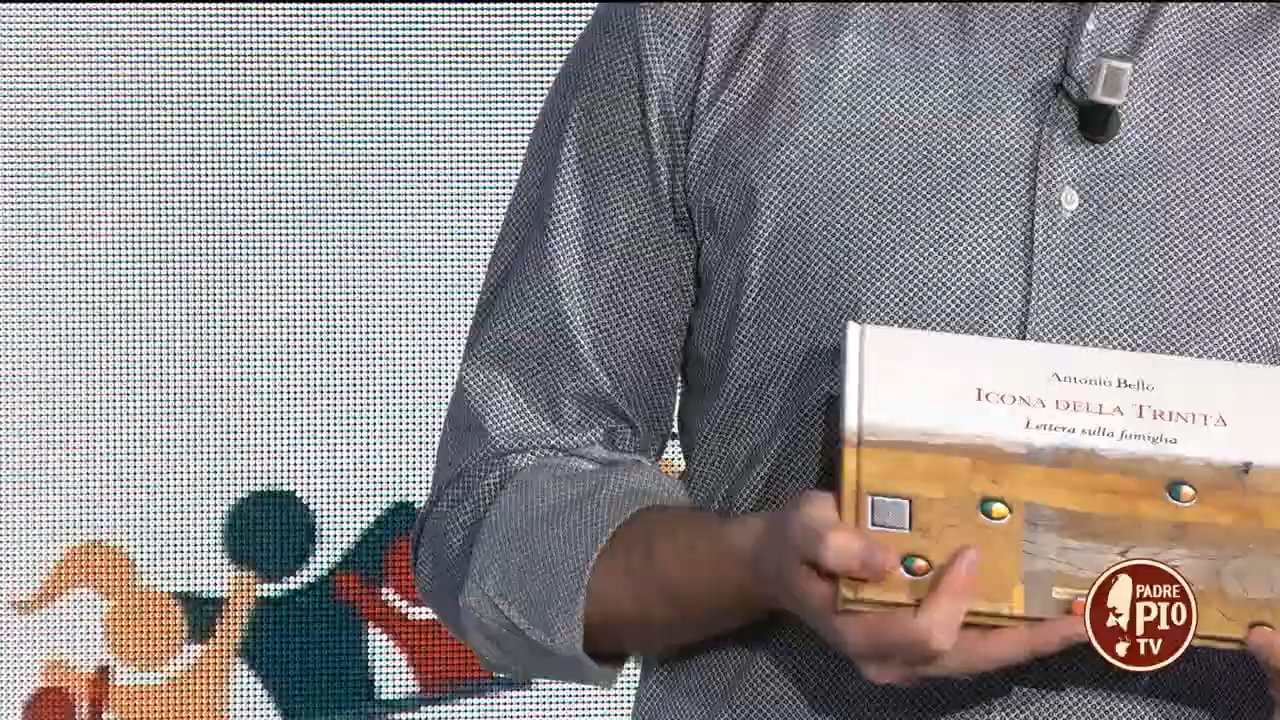 Antonio Bello
ICONA DELLA TRINITÀ
Lettera sulla famiglia
PADRE
PIO
TV